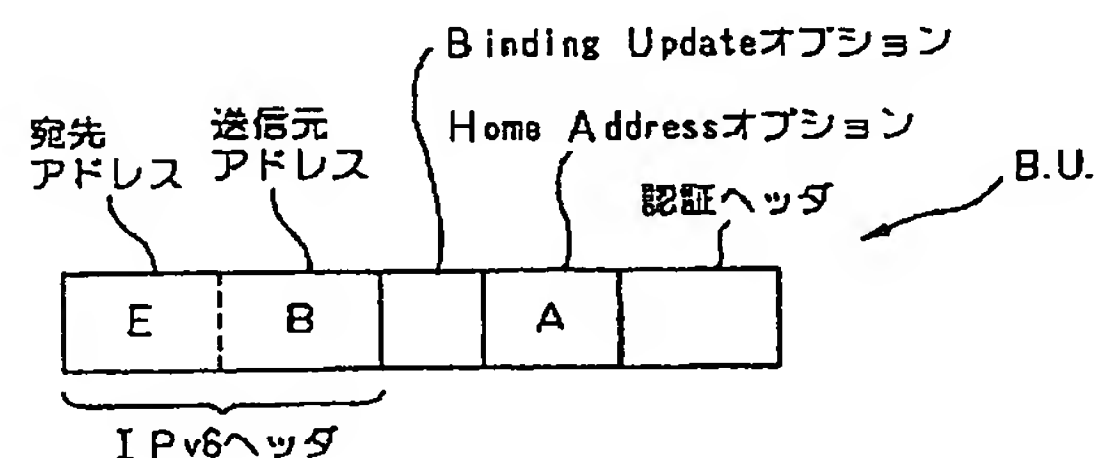 Binding Updateオプション
Home Addressオプション
宛先
アドレス
送信元
アドレス
認証ヘッダ
B.U.
E
B
A
IPv6ヘッダ